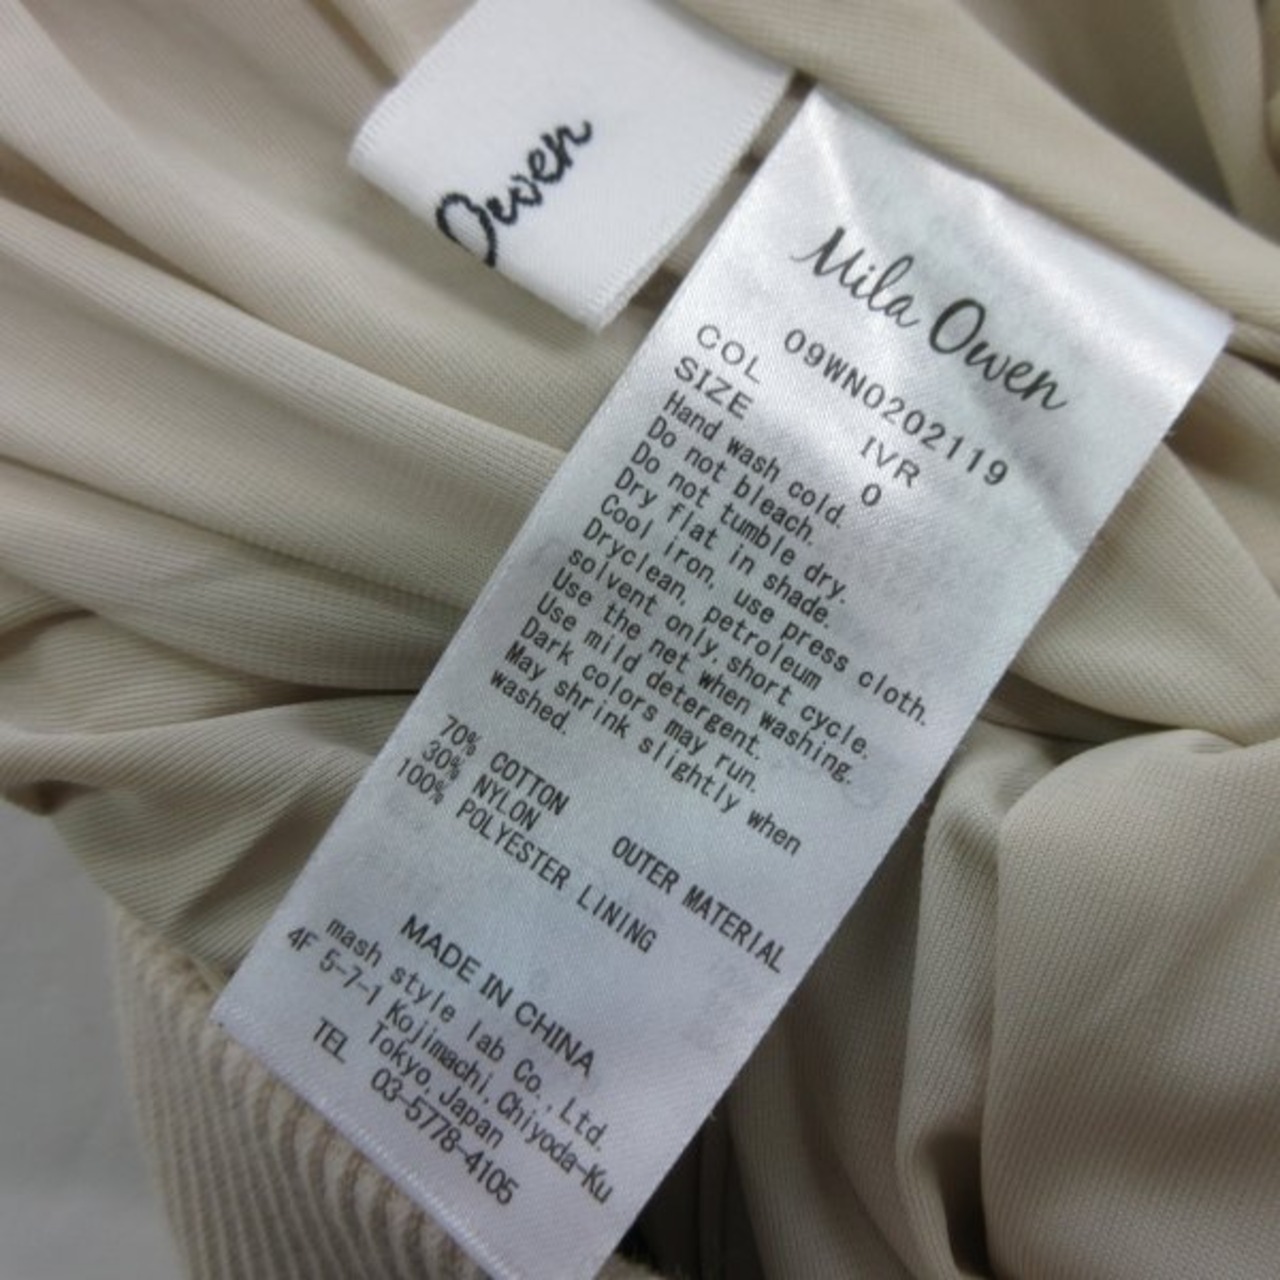 Owen
Mila Owen
09WN0202119
COL IVR
SIZE 0
Hand wash cold.
Do not bleach.
Do not tumble dry.
Dry flat in shade.
Cool iron, use press cloth.
Dryclean, petroleum
solvent only.short cycle.
Use the net when washing.
Use mild detergent.
Dark colors may run.
May shrink slightly when
washed.
70% COTTON
30% NYLON OUTER MATERIAL
100% POLYESTER LINING
MADE IN CHINA
mash style lab Co.,Ltd.
4F 5-7-1 Kojimachi,Chiyoda-Ku
Tokyo,Japan
TEL 03-5778-4105